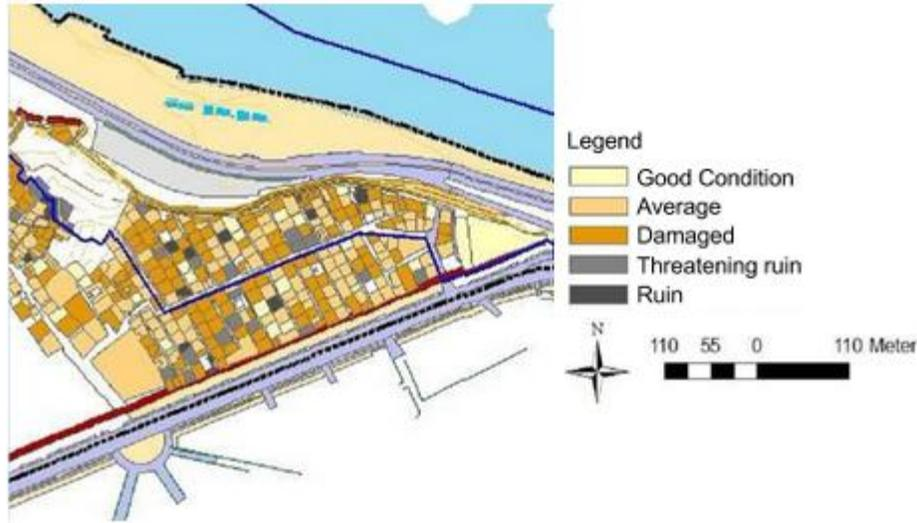 Legend
Good Condition
Average
Damaged
Threatening ruin
Ruin
N
110 55 0 110 Meter